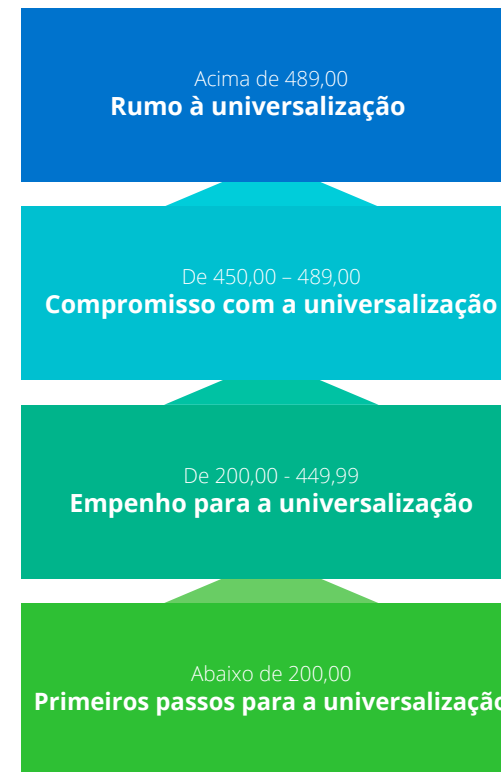 Acima de 489,00
Rumo à universalização
De 450,00 – 489,00
Compromisso com a universalização
De 200,00 - 449,99
Empenho para a universalização
Abaixo de 200,00
Primeiros passos para a universalização